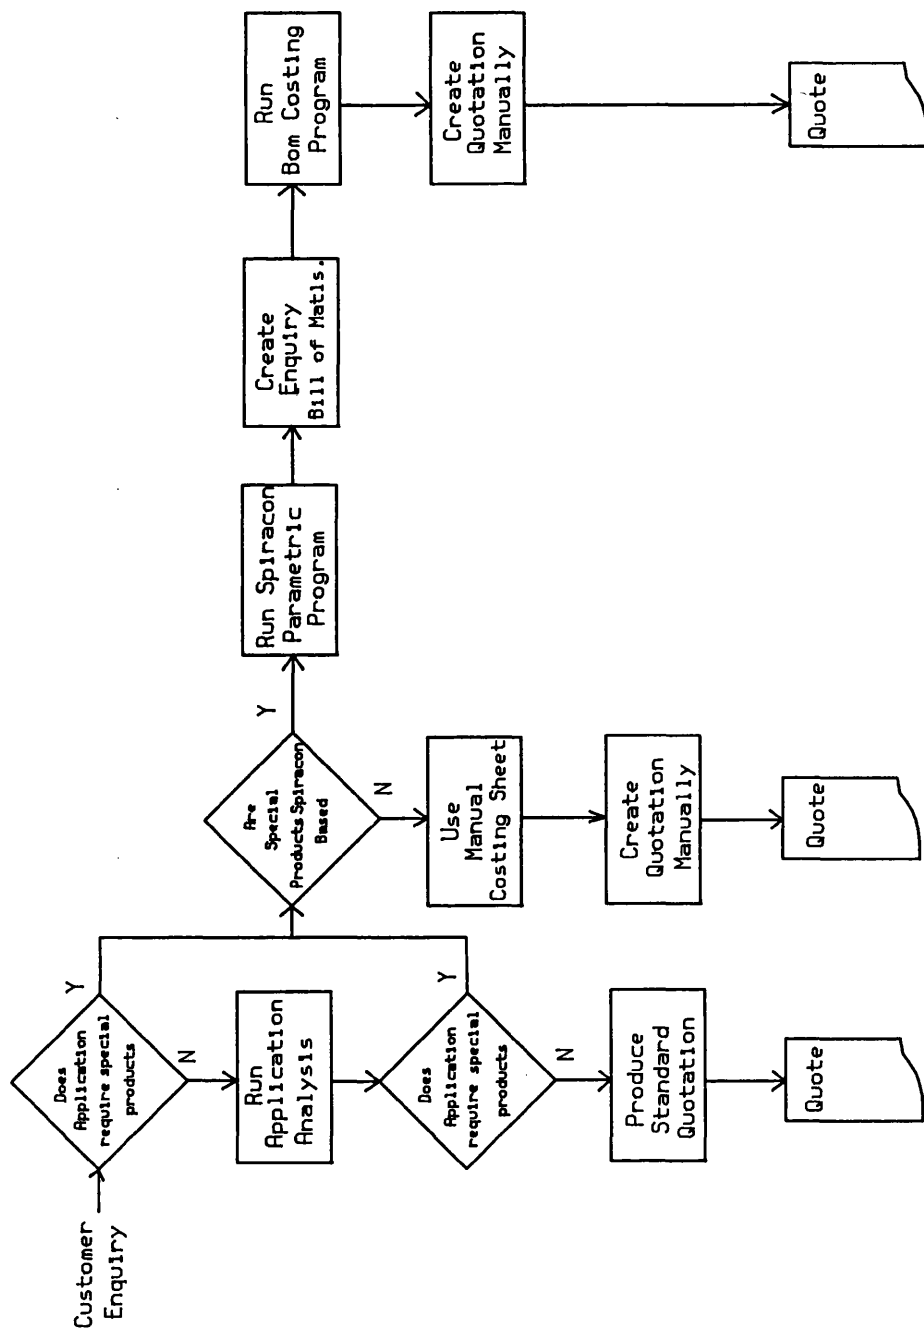 Customer
Enquiry
Does
Application
require special
products
Y
N
Run
Application
Analysis
Does
Application
require special
products
Y
N
Produce
Standard
Quotation
Quote
Are
Special
Products Spiracon
Based
Y
N
Use
Manual
Costing Sheet
Create
Quotation
Manually
Quote
Run Spiracon
Parametric
Program
Create
Enquiry
Bill of Matls.
Run
Bom Costing
Program
Create
Quotation
Manually
Quote